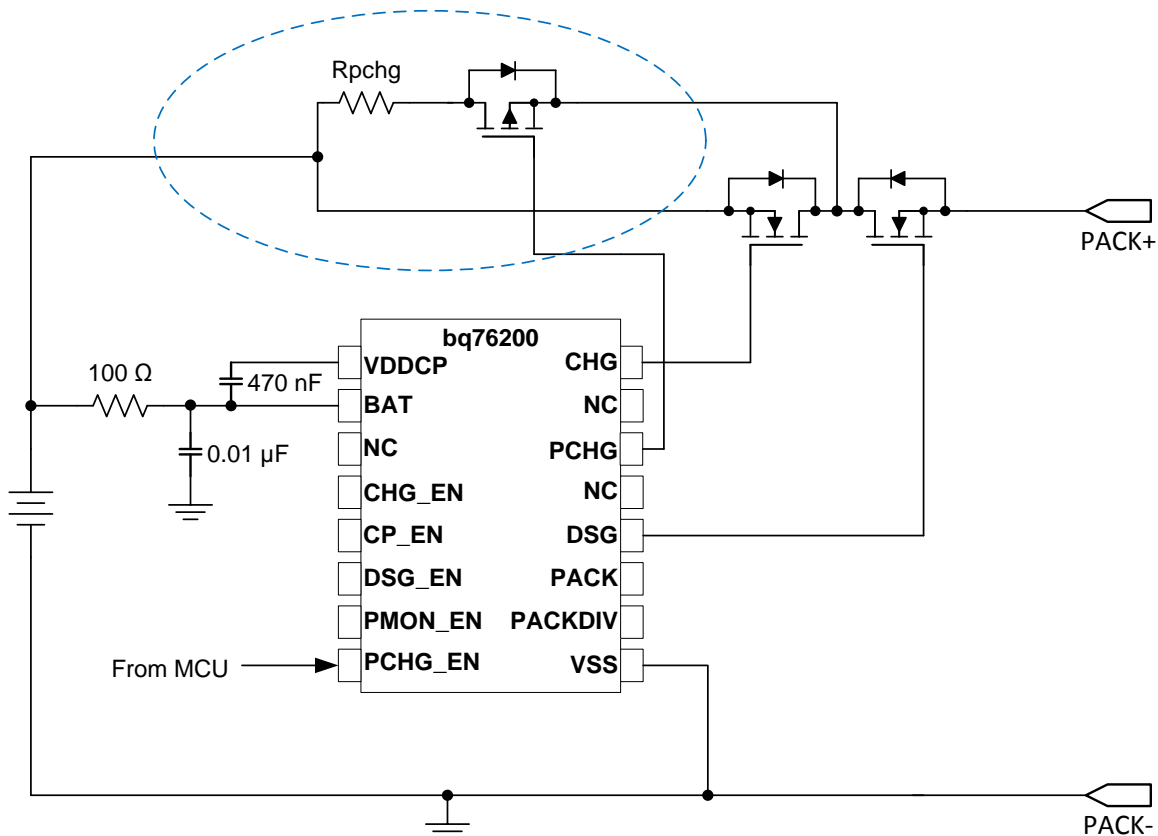 Rpchg
PACK+
bq76200
100 Ω
470 nF
0.01 µF
VDDCP
BAT
NC
CHG_EN
CP_EN
DSG_EN
PMON_EN
PCHG_EN
CHG
NC
PCHG
NC
DSG
PACK
PACKDIV
VSS
From MCU
PACK-